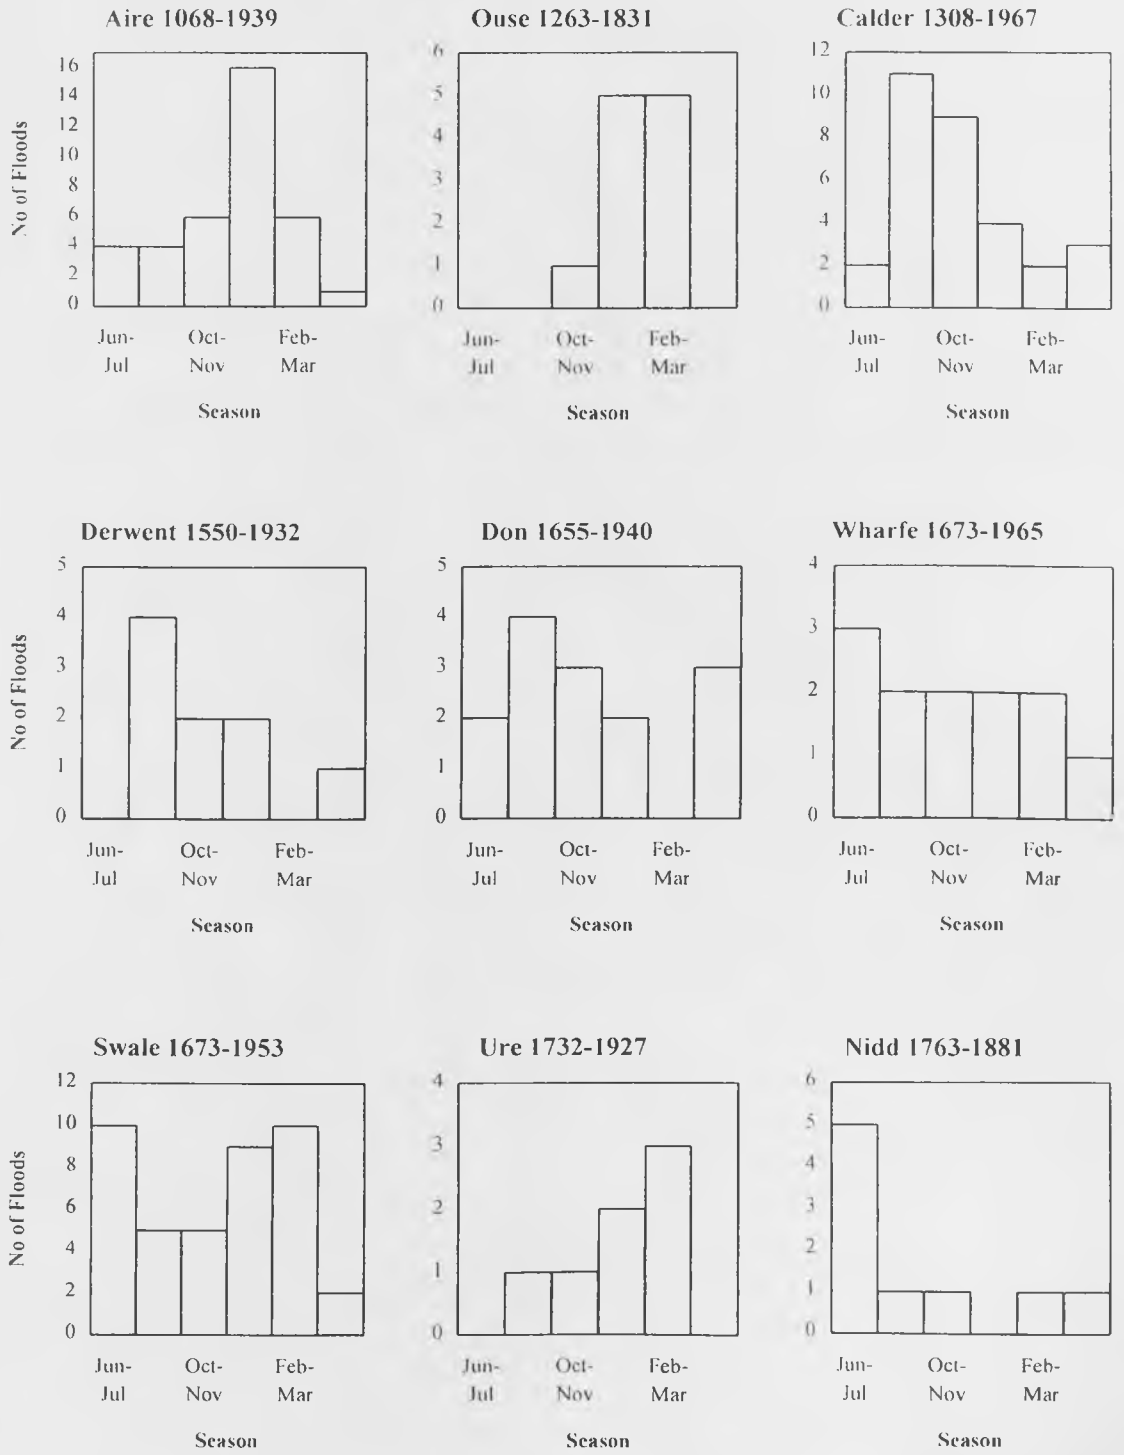 Aire 1068-1939
No of Floods
16
14
12
10
8
6
4
2
0
Jun-
Jul
Oct-
Nov
Feb-
Mar
Season
Ouse 1263-1831
6
5
4
3
2
1
0
Jun-
Jul
Oct-
Nov
Feb-
Mar
Season
Calder 1308-1967
12
10
8
6
4
2
0
Jun-
Jul
Oct-
Nov
Feb-
Mar
Season
Derwent 1550-1932
No of Floods
5
4
3
2
1
0
Jun-
Jul
Oct-
Nov
Feb-
Mar
Season
Don 1655-1940
5
4
3
2
1
0
Jun-
Jul
Oct-
Nov
Feb-
Mar
Season
Wharfe 1673-1965
4
3
2
1
0
Jun-
Jul
Oct-
Nov
Feb-
Mar
Season
Swale 1673-1953
No of Floods
12
10
8
6
4
2
0
Jun-
Jul
Oct-
Nov
Feb-
Mar
Season
Ure 1732-1927
4
3
2
1
0
Jun-
Jul
Oct-
Nov
Feb-
Mar
Season
Nidd 1763-1881
6
5
4
3
2
1
0
Jun-
Jul
Oct-
Nov
Feb-
Mar
Season